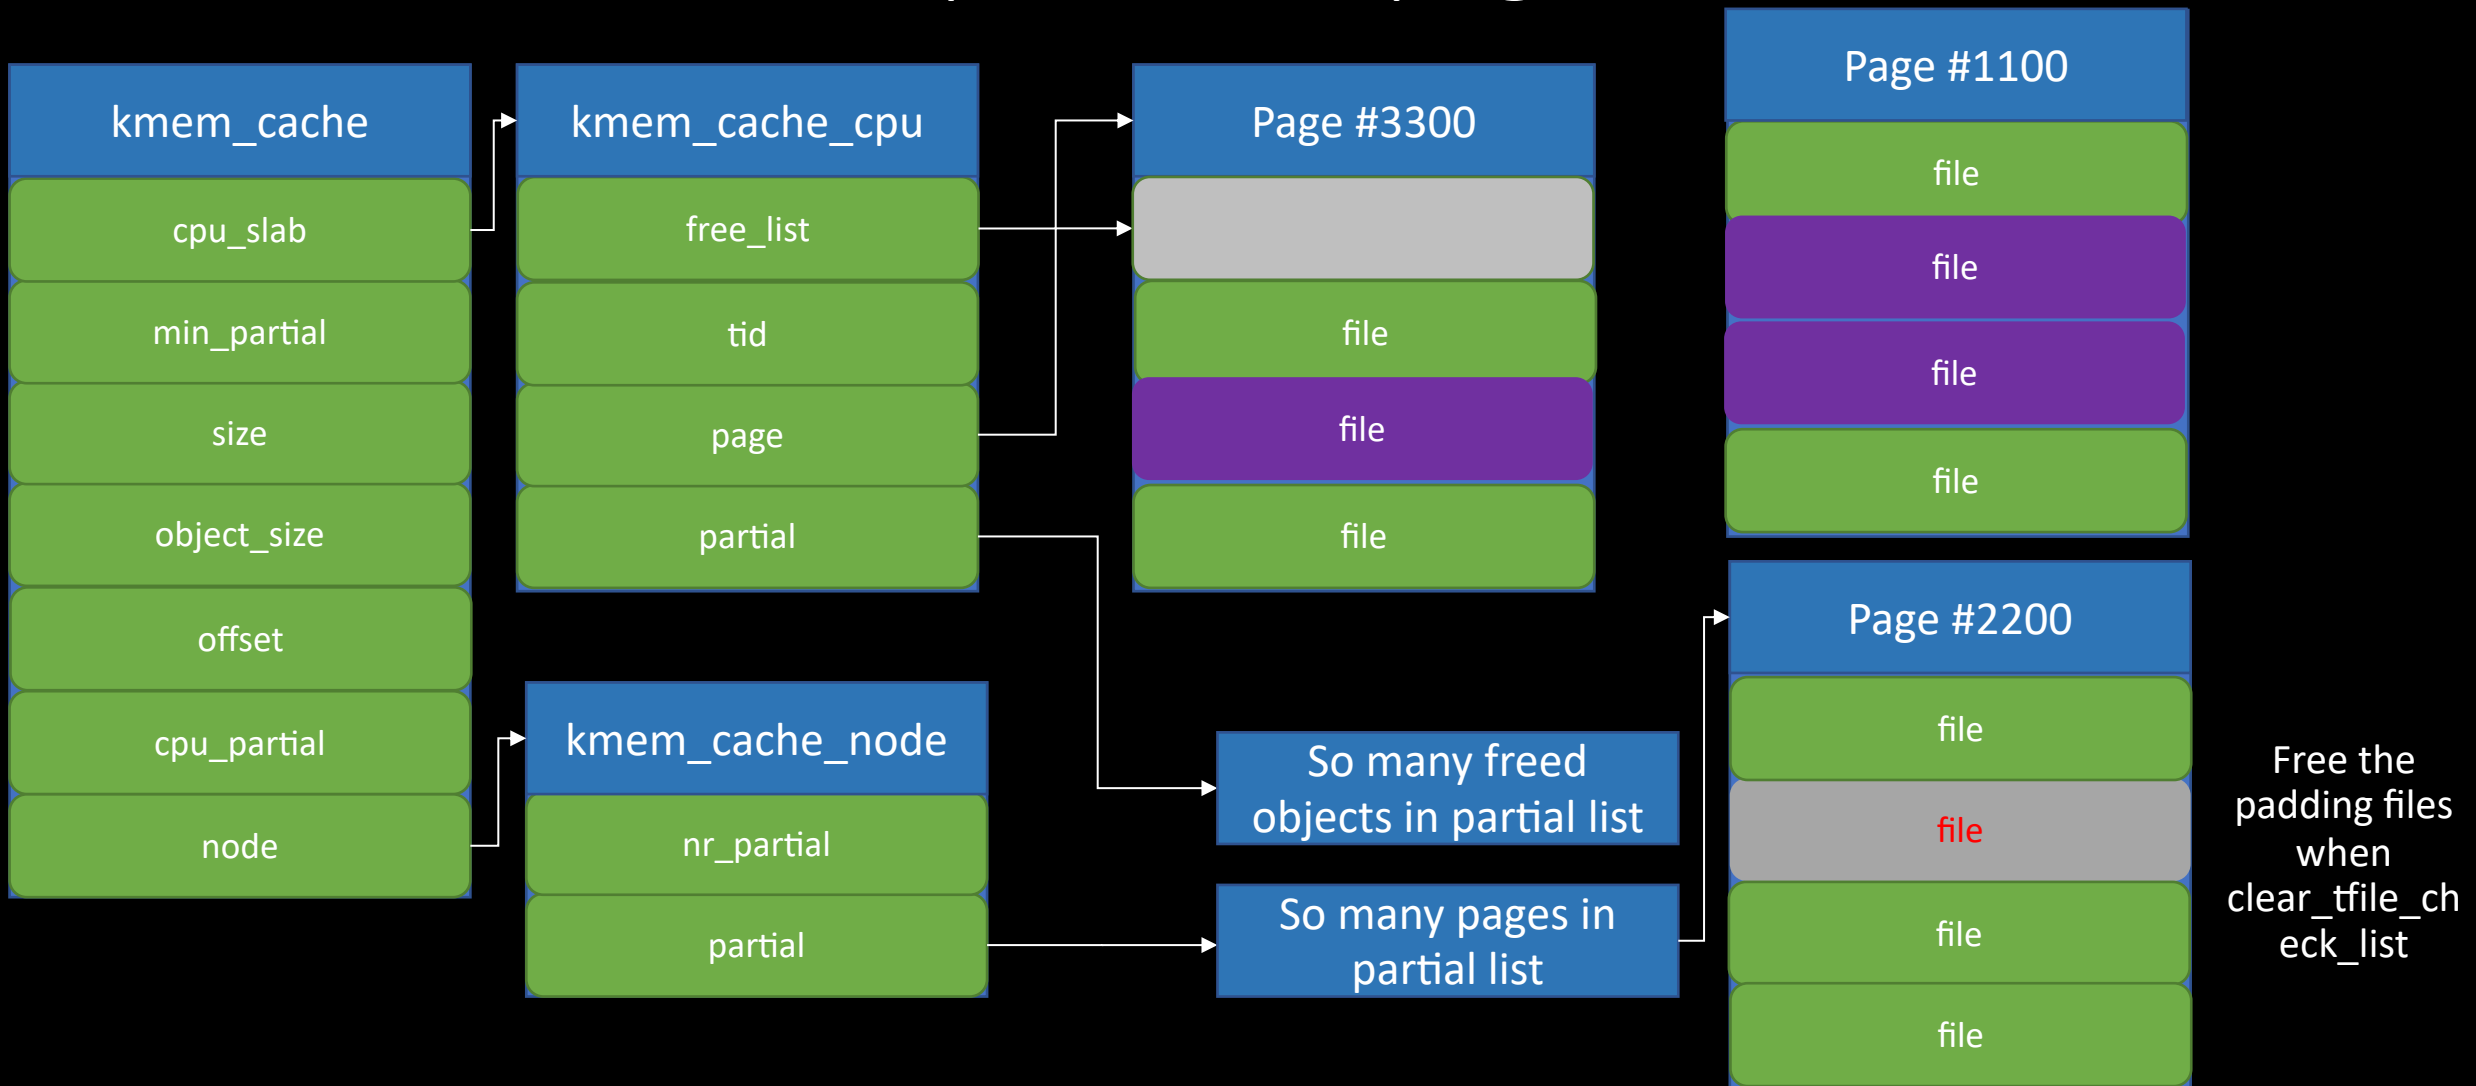 kmem_cache
cpu_slab
min_partial
size
object_size
offset
cpu_partial
node
kmem_cache_cpu
free_list
tid
page
partial
kmem_cache_node
nr_partial
partial
Page #3300
file
file
file
So many freed
objects in partial list
So many pages in
partial list
Page #1100
file
file
file
file
Page #2200
file
file
file
file
Free the
padding files
when
clear_tfile_ch
eck_list